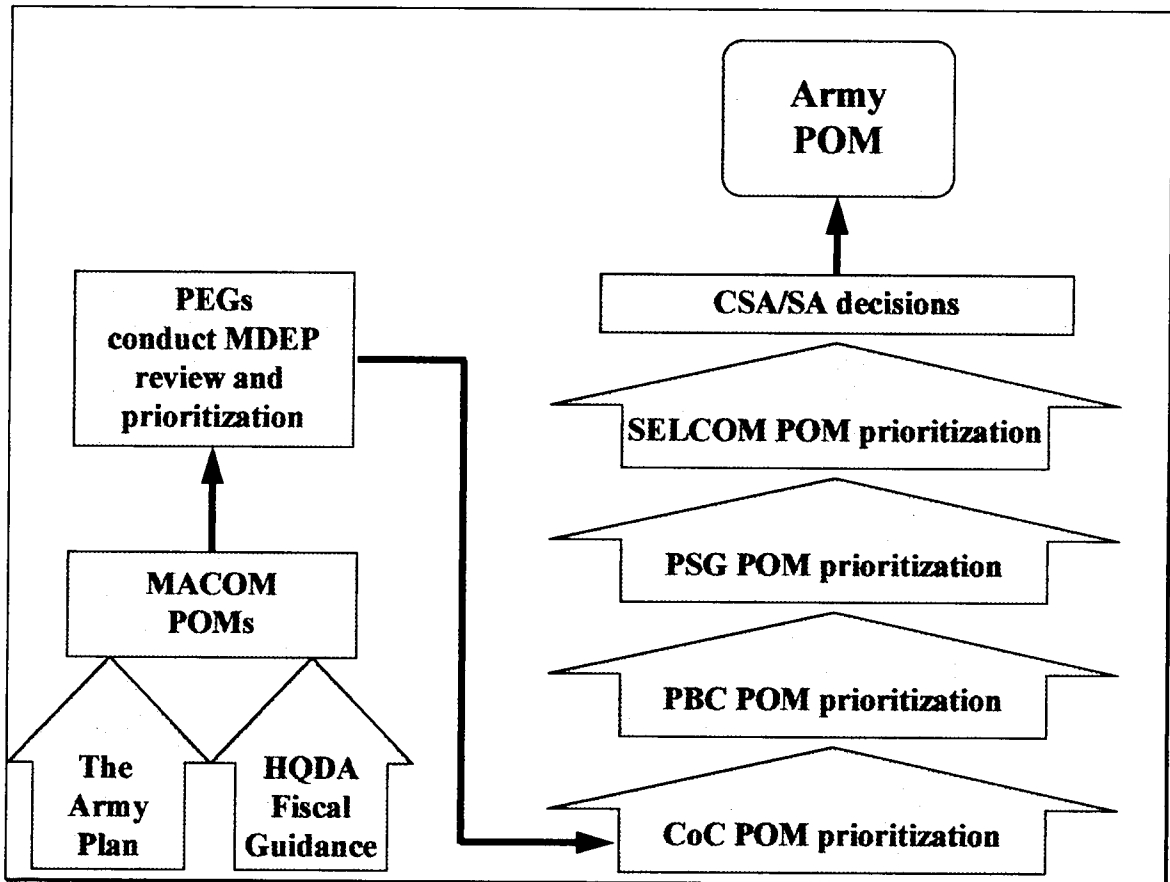 Army
POM
CSA/SA decisions
SELCOM POM prioritization
PSG POM prioritization
PBC POM prioritization
CoC POM prioritization
PEGs
conduct MDEP
review and
prioritization
MACOM
POMs
The
Army
Plan
HQDA
Fiscal
Guidance